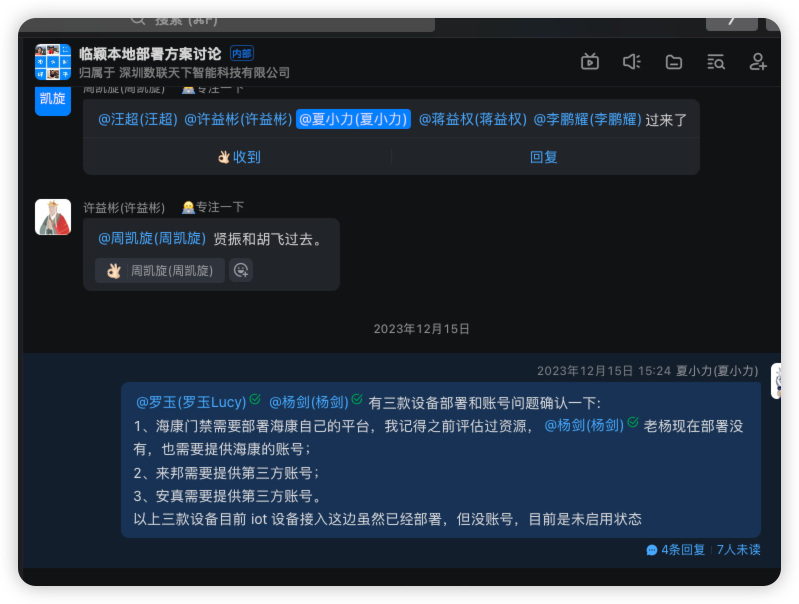 搜索 (⌘F)
临颍本地部署方案讨论 内部
归属于 深圳数联天下智能科技有限公司
凯旋
周凯旋(周凯旋) 专注一下
@汪超(汪超) @许益彬(许益彬) @夏小力(夏小力) @蒋益权(蒋益权) @李鹏耀(李鹏耀) 过来了
👌收到 回复
许益彬(许益彬) 专注一下
@周凯旋(周凯旋) 贤振和胡飞过去。
👌 周凯旋(周凯旋)
2023年12月15日
2023年12月15日 15:24 夏小力(夏小力)
@罗玉(罗玉Lucy) @杨剑(杨剑) 有三款设备部署和账号问题确认一下:
1、海康门禁需要部署海康自己的平台，我记得之前评估过资源， @杨剑(杨剑) 老杨现在部署没
有，也需要提供海康的账号；
2、来邦需要提供第三方账号；
3、安真需要提供第三方账号。
以上三款设备目前 iot 设备接入这边虽然已经部署，但没账号，目前是未启用状态
4条回复 7人未读